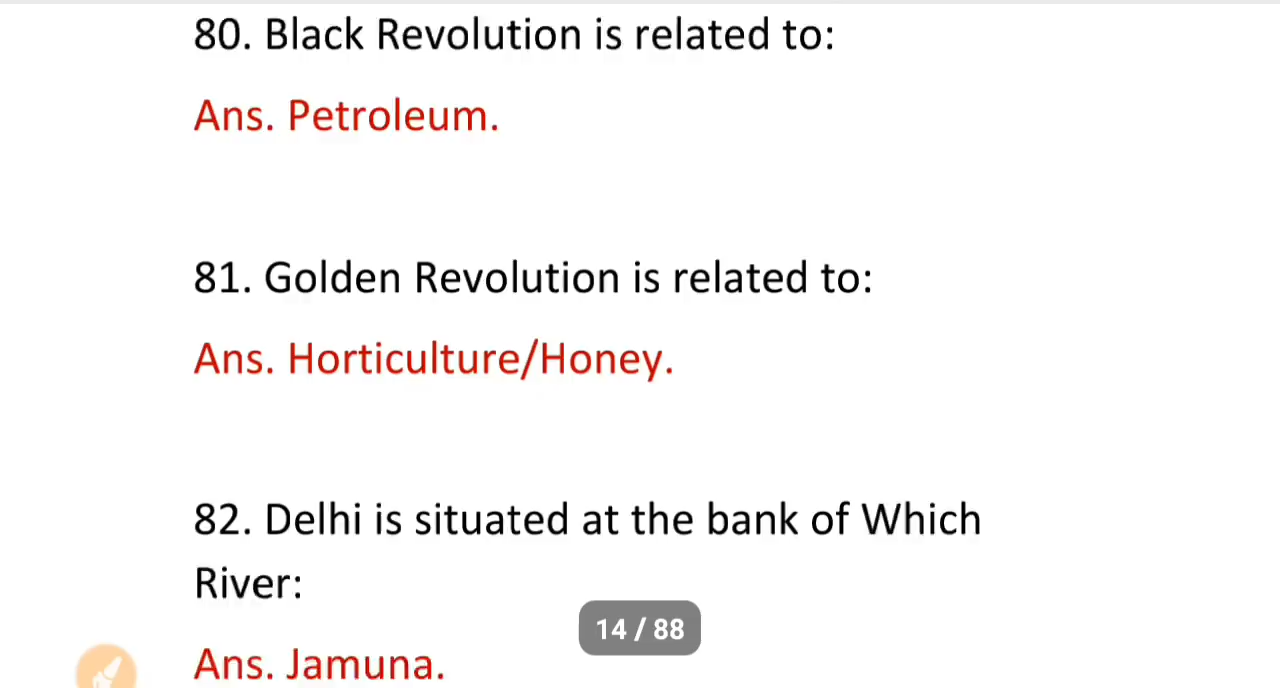 80. Black Revolution is related to:
Ans. Petroleum.
81. Golden Revolution is related to:
Ans. Horticulture/Honey.
82. Delhi is situated at the bank of Which
River:
14 / 88
Ans. Jamuna.